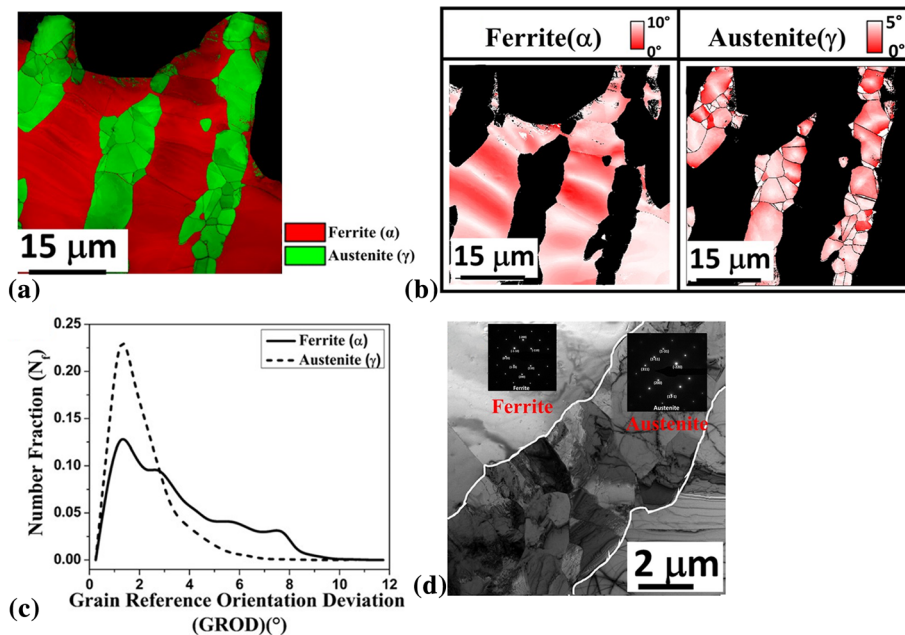 Ferrite (α)
Austenite (γ)
15 µm
(a)
(b)
Ferrite(α)
10°
0°
Austenite(γ)
5°
0°
15 µm
15 µm
0.25
0.20
0.15
0.10
0.05
0.00
Number Fraction (Nf)
Ferrite (α)
Austenite (γ)
0 2 4 6 8 10 12
Grain Reference Orientation Deviation
(GROD)(°)
(c)
Ferrite
Ferrite
Austenite
Austenite
2 µm
(d)